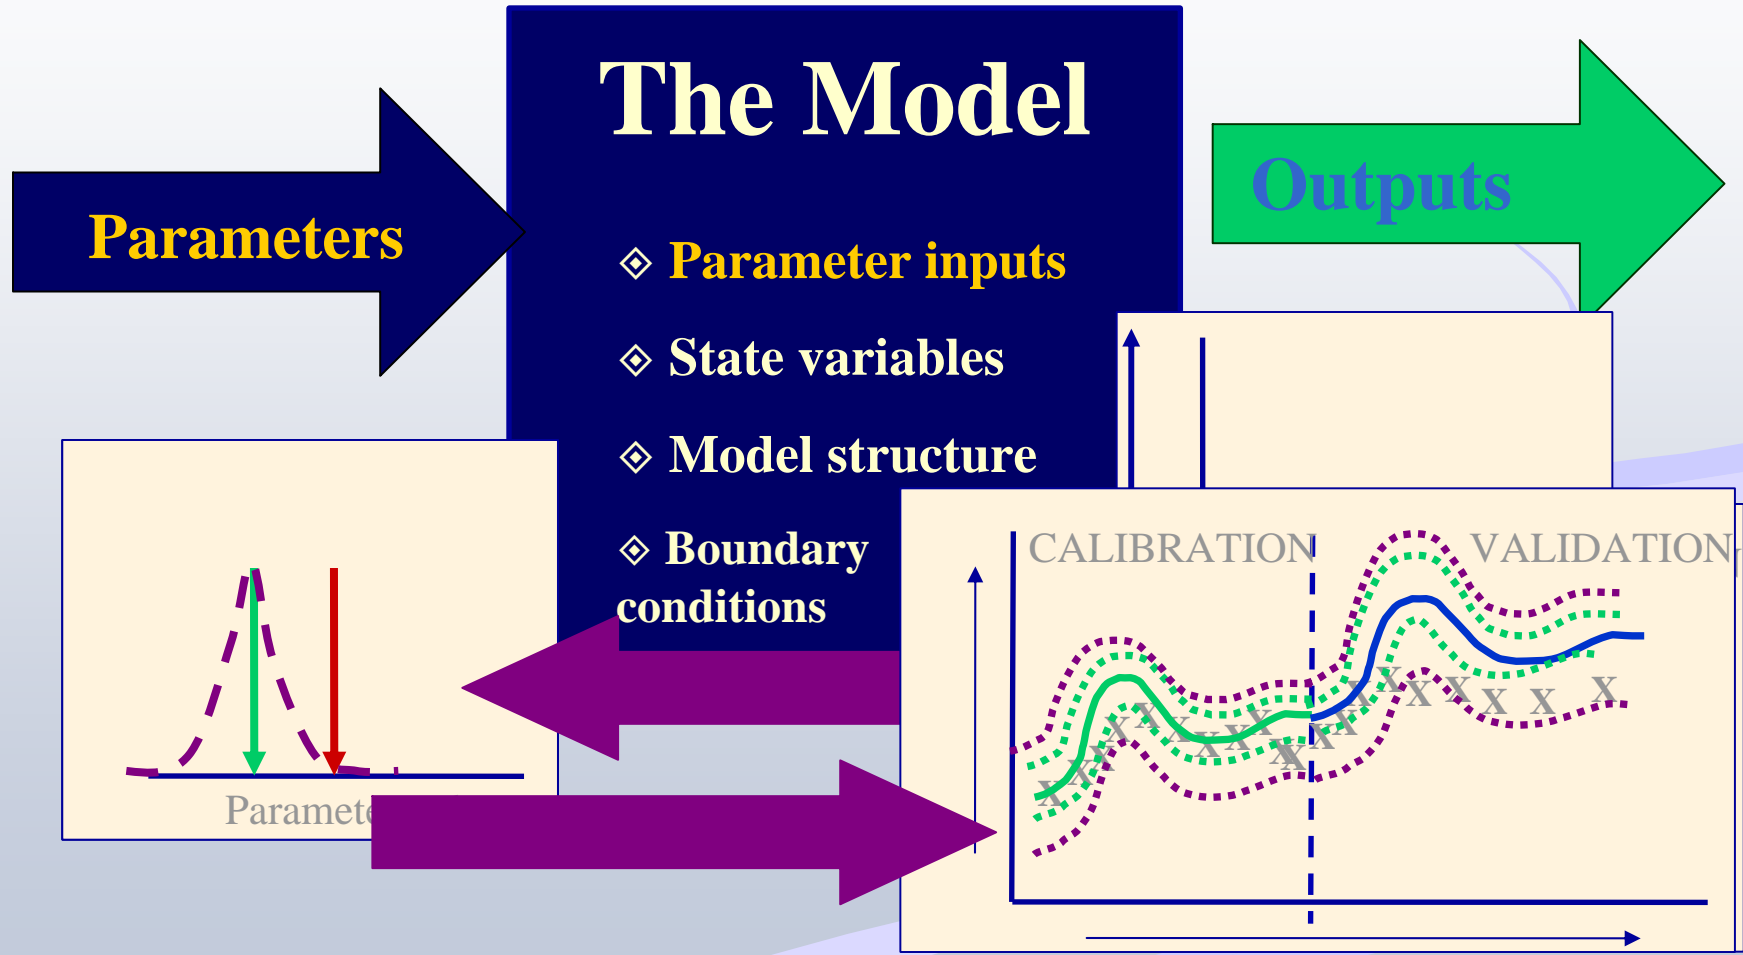 The Model
Parameters
Outputs
Parameter inputs
State variables
Model structure
Boundary
conditions
CALIBRATION
VALIDATION
X X X X X X X X X X X X X X X X X X X X X